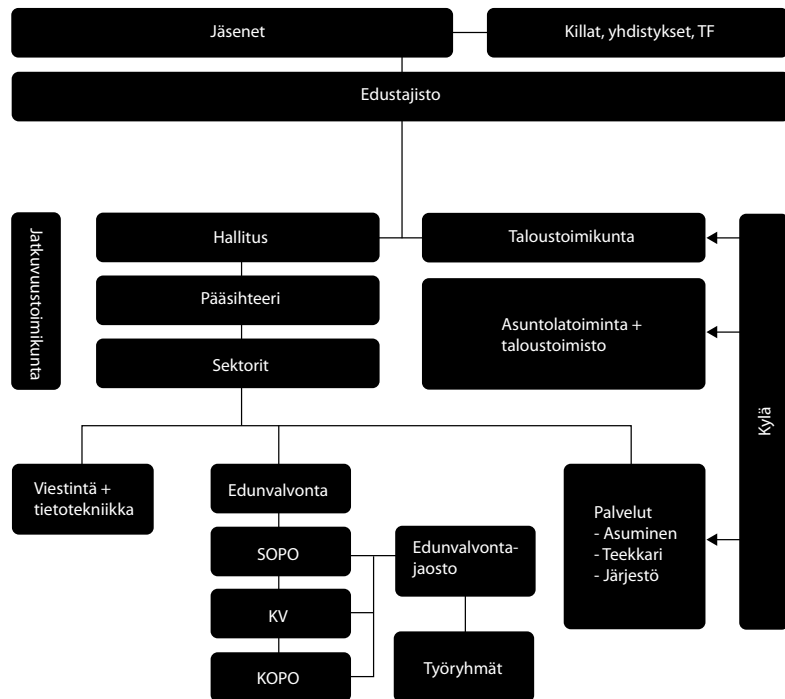 Jäsenet
Killat, yhdistykset, TF
Edustajisto
Jatkuvuustoimikunta
Hallitus
Taloustoimikunta
Pääsihteeri
Asuntolatoiminta +
taloustoimisto
Sektorit
Kylä
Viestintä +
tietotekniikka
Edunvalvonta
Palvelut
- Asuminen
- Teekkari
- Järjestö
SOPO
Edunvalvonta-
jaosto
KV
KOPO
Työryhmät